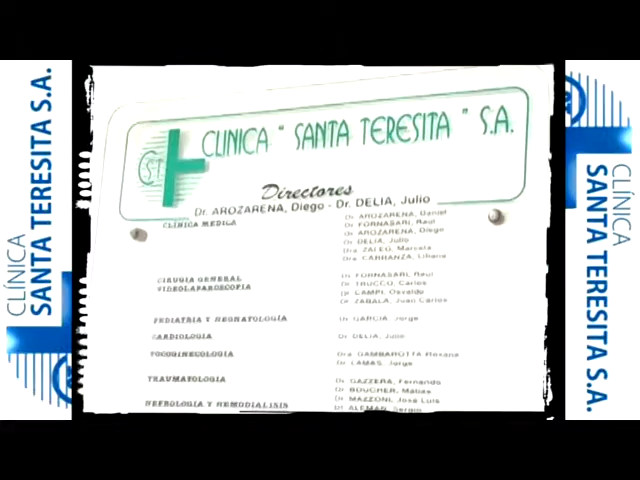 CLÍNICA
SANTA TERESITA S.A.
C.S.T.
CLINICA " SANTA TERESITA " S.A.
Directores
Dr. AROZARENA, Diego - Dr. DELIA, Julio
CLÍNICA MEDICA
Dr. AROZARENA, Daniel
Dr. FORNASARI, Raul
Dr. AROZARENA, Diego
Dr. DELIA, Julio
Dra. ZALEO, Marcela
Dra. CARRANZA, Liliana
CIRUGIA GENERAL
VIDEOLAPAROSCOPIA
Dr. FORNASARI, Raul
Dr. TRUCCO, Carlos
Dr. CAMPI, Osvaldo
Dr. ZABALA, Juan Carlos
PEDIATRIA Y NEONATOLOGÍA
Dr. GARCIA, Jorge
CARDIOLOGIA
Dr. DELIA, Julio
TOCOGINECOLOGIA
Dra. GAMBAROTTA Roxana
Dr. LAMAS, Jorge
TRAUMATOLOGIA
Dr. GAZZERA, Fernando
Dr. BOUCHER, Matias
NEFROLOGIA Y HEMODIALISIS
Dr. MAZZONI, José Luis
Dr. ALEMAN, Sergio
CLÍNICA
SANTA TERESITA S.A.